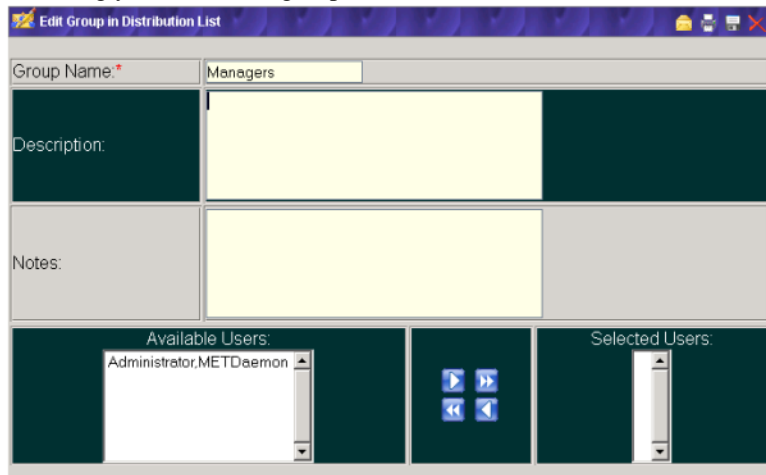 Edit Group in Distribution List
Group Name:*
Managers
Description:
Notes:
Available Users:
Selected Users:
Administrator,METDaemon